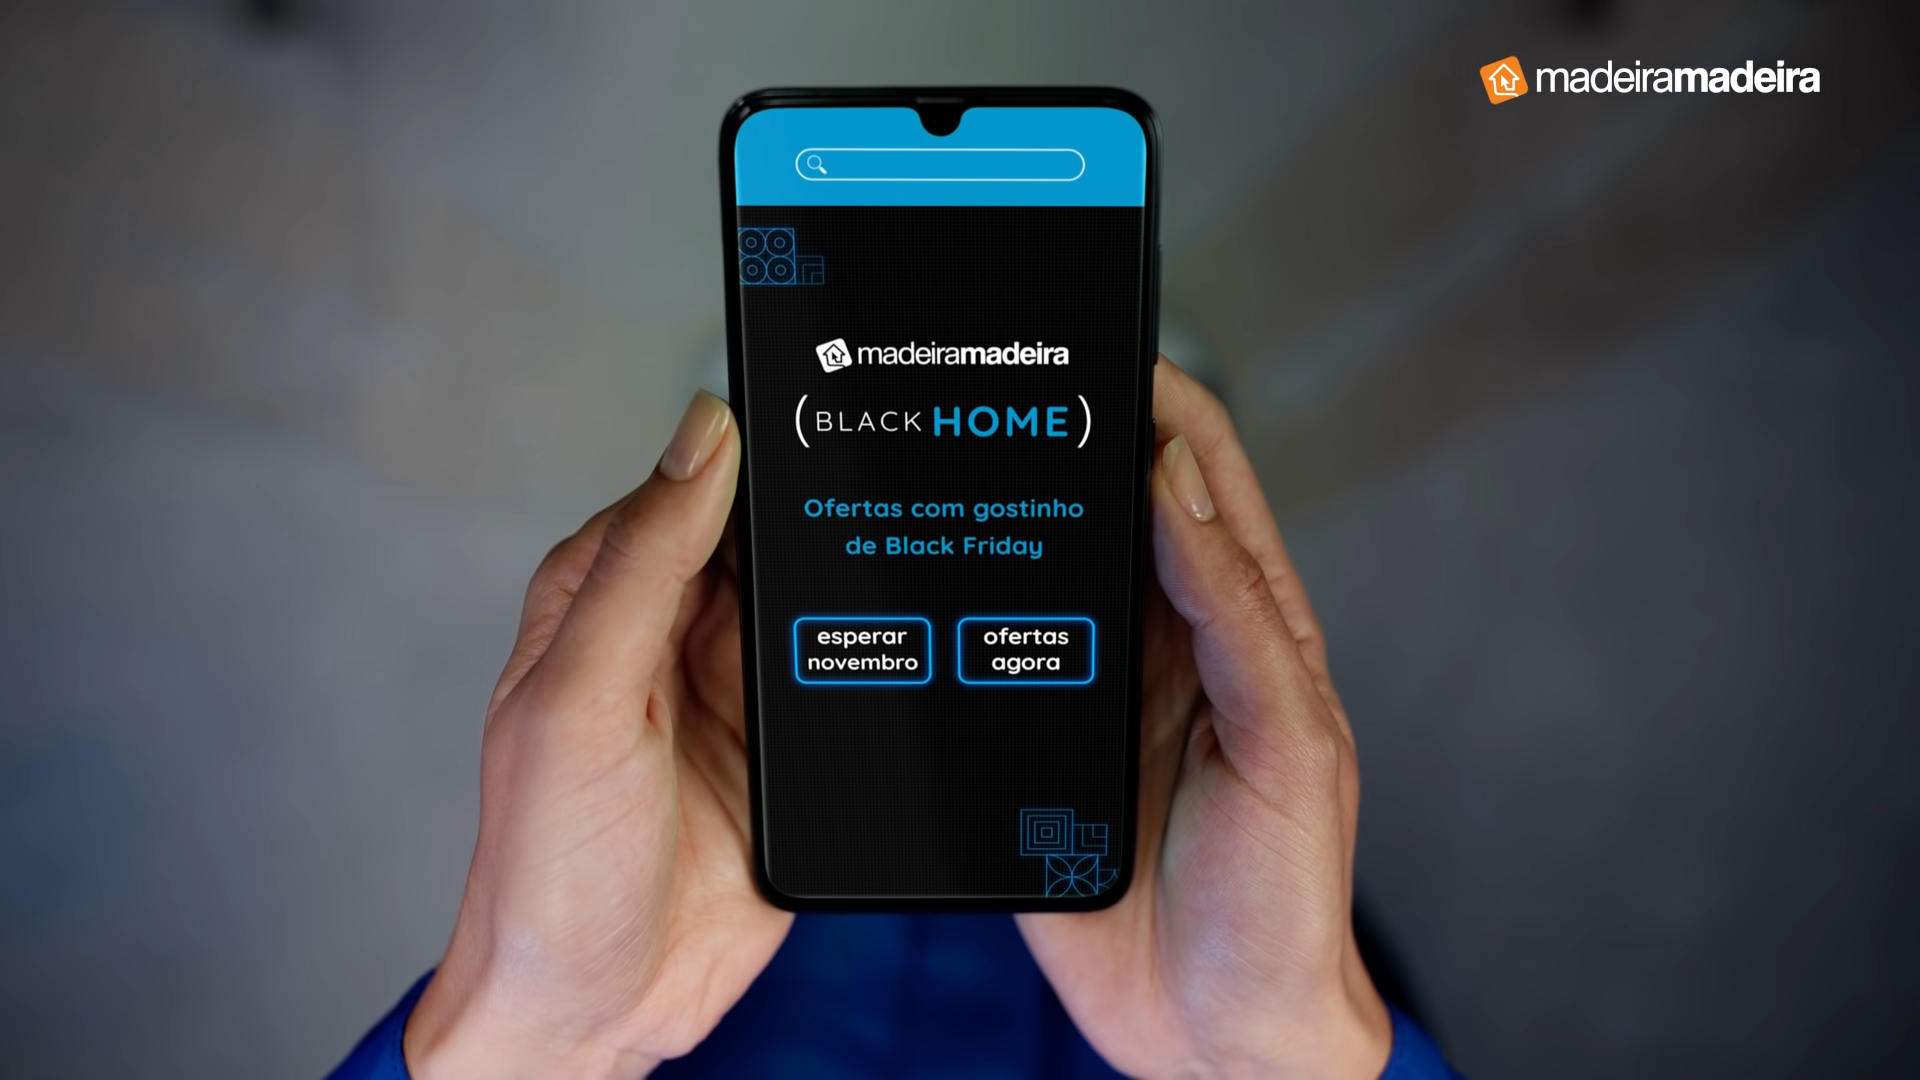 madeiramadeira
madeiramadeira
(BLACK HOME)
Ofertas com gostinho
de Black Friday
esperar
novembro
ofertas
agora